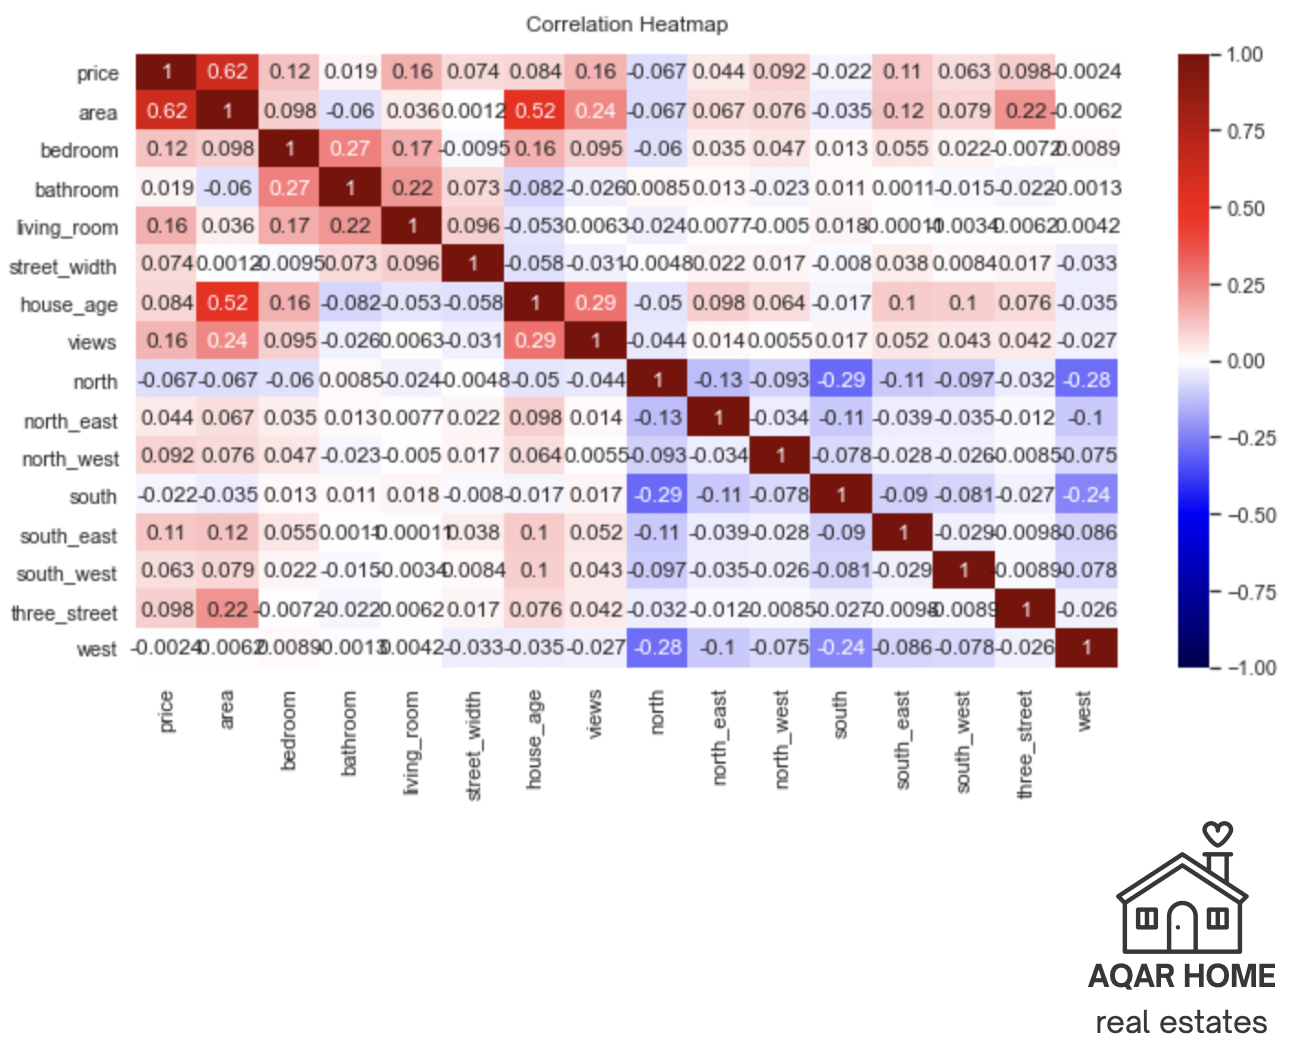 Correlation Heatmap
price 1 0.62 0.12 0.019 0.16 0.074 0.084 0.16 -0.067 0.044 0.092 -0.022 0.11 0.063 0.098 -0.0024
area 0.62 1 0.098 -0.06 0.036 0.0012 0.52 0.24 -0.067 0.067 0.076 -0.035 0.12 0.079 0.22 -0.0062
bedroom 0.12 0.098 1 0.27 0.17 -0.0095 0.16 0.095 -0.06 0.035 0.047 0.013 0.055 0.022 -0.0072 0.0089
bathroom 0.019 -0.06 0.27 1 0.22 0.073 -0.082 -0.026 0.0085 0.013 -0.023 0.011 0.0011 -0.015 -0.022 -0.0013
living_room 0.16 0.036 0.17 0.22 1 0.096 -0.053 0.0063 -0.024 0.0077 -0.005 0.018 -0.00011 -0.0034 0.0062 0.0042
street_width 0.074 0.0012 -0.0095 0.073 0.096 1 -0.058 -0.031 -0.0048 0.022 0.017 -0.008 0.038 0.0084 0.017 -0.033
house_age 0.084 0.52 0.16 -0.082 -0.053 -0.058 1 0.29 -0.05 0.098 0.064 -0.017 0.1 0.1 0.076 -0.035
views 0.16 0.24 0.095 -0.026 0.0063 -0.031 0.29 1 -0.044 0.014 0.0055 0.017 0.052 0.043 0.042 -0.027
north -0.067 -0.067 -0.06 0.0085 -0.024 -0.0048 -0.05 -0.044 1 -0.13 -0.093 -0.29 -0.11 -0.097 -0.032 -0.28
north_east 0.044 0.067 0.035 0.013 0.0077 0.022 0.098 0.014 -0.13 1 -0.034 -0.11 -0.039 -0.035 -0.012 -0.1
north_west 0.092 0.076 0.047 -0.023 -0.005 0.017 0.064 0.0055 -0.093 -0.034 1 -0.078 -0.028 -0.026 -0.0085 -0.075
south -0.022 -0.035 0.013 0.011 0.018 -0.008 -0.017 0.017 -0.29 -0.11 -0.078 1 -0.09 -0.081 -0.027 -0.24
south_east 0.11 0.12 0.055 0.0011 -0.00011 0.038 0.1 0.052 -0.11 -0.039 -0.028 -0.09 1 -0.029 -0.0098 -0.086
south_west 0.063 0.079 0.022 -0.015 -0.0034 0.0084 0.1 0.043 -0.097 -0.035 -0.026 -0.081 -0.029 1 -0.0089 -0.078
three_street 0.098 0.22 -0.0072 -0.022 0.0062 0.017 0.076 0.042 -0.032 -0.012 -0.0085 -0.027 -0.0098 -0.0089 1 -0.026
west -0.0024 -0.0062 0.0089 -0.0013 0.0042 -0.033 -0.035 -0.027 -0.28 -0.1 -0.075 -0.24 -0.086 -0.078 -0.026 1
price area bedroom bathroom living_room street_width house_age views north north_east north_west south south_east south_west three_street west
1.00
0.75
0.50
0.25
0.00
−0.25
−0.50
−0.75
−1.00
AQAR HOME
real estates